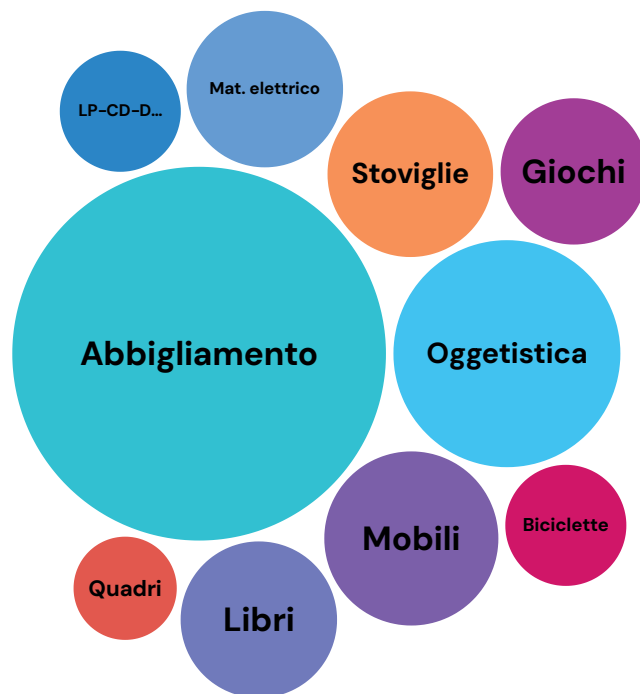 Mat. elettrico
LP-CD-D...
Stoviglie
Giochi
Abbigliamento
Oggetistica
Mobili
Biciclette
Quadri
Libri